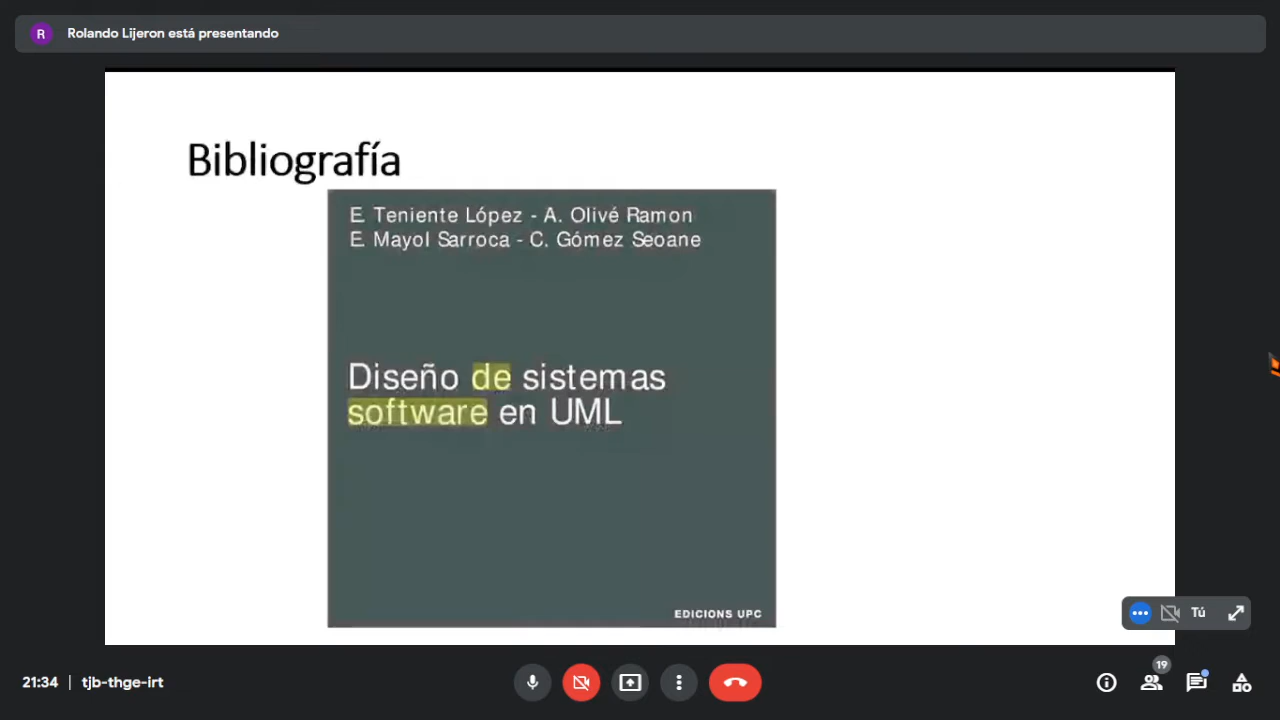 R Rolando Lijeron está presentando
Bibliografía
E. Teniente López - A. Olivé Ramon
E. Mayol Sarroca - C. Gómez Seoane
Diseño de sistemas
software en UML
EDICIONS UPC
Tú
19
21:34 | tjb-thge-irt